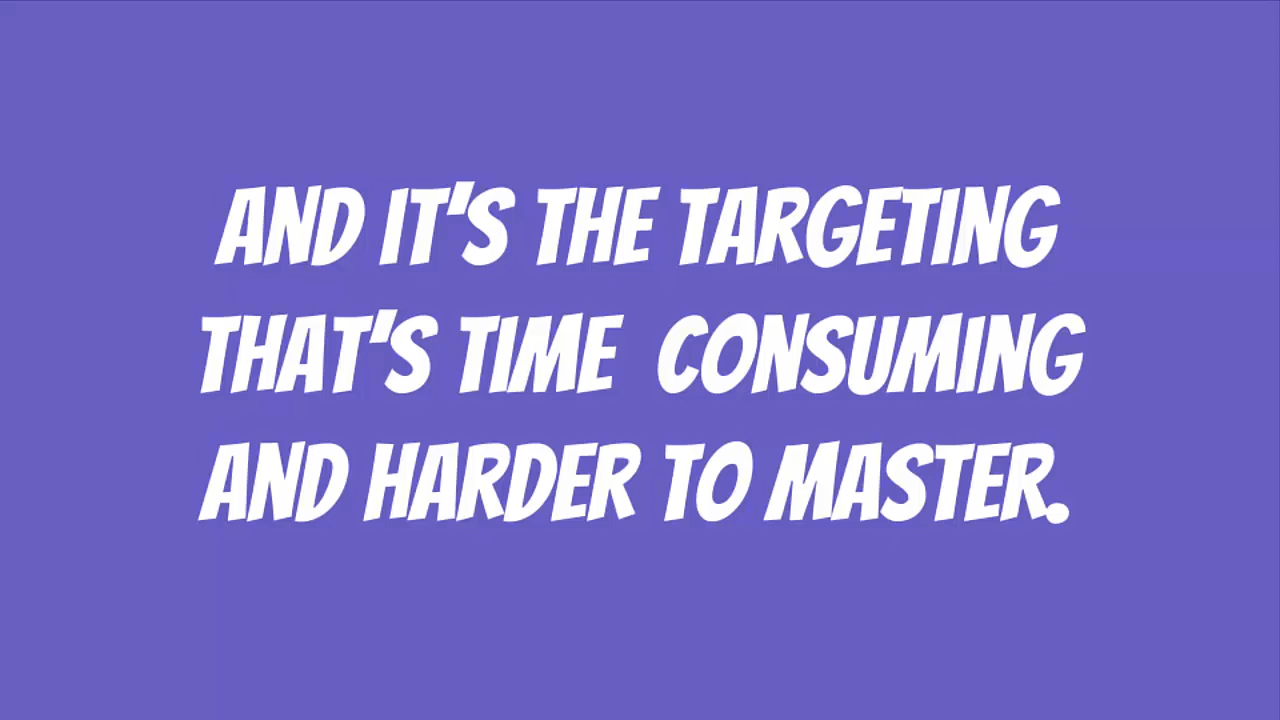 AND IT'S THE TARGETING
THAT'S TIME  CONSUMING
AND HARDER TO MASTER.